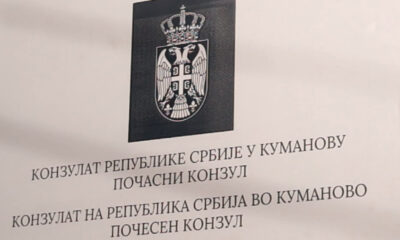 КОНЗУЛАТ РЕПУБЛИКЕ СРБИЈЕ У КУМАНОВУ
ПОЧАСНИ КОНЗУЛ
КОНЗУЛАТ НА РЕПУБЛИКА СРБИЈА ВО КУМАНОВО
ПОЧЕСЕН КОНЗУЛ